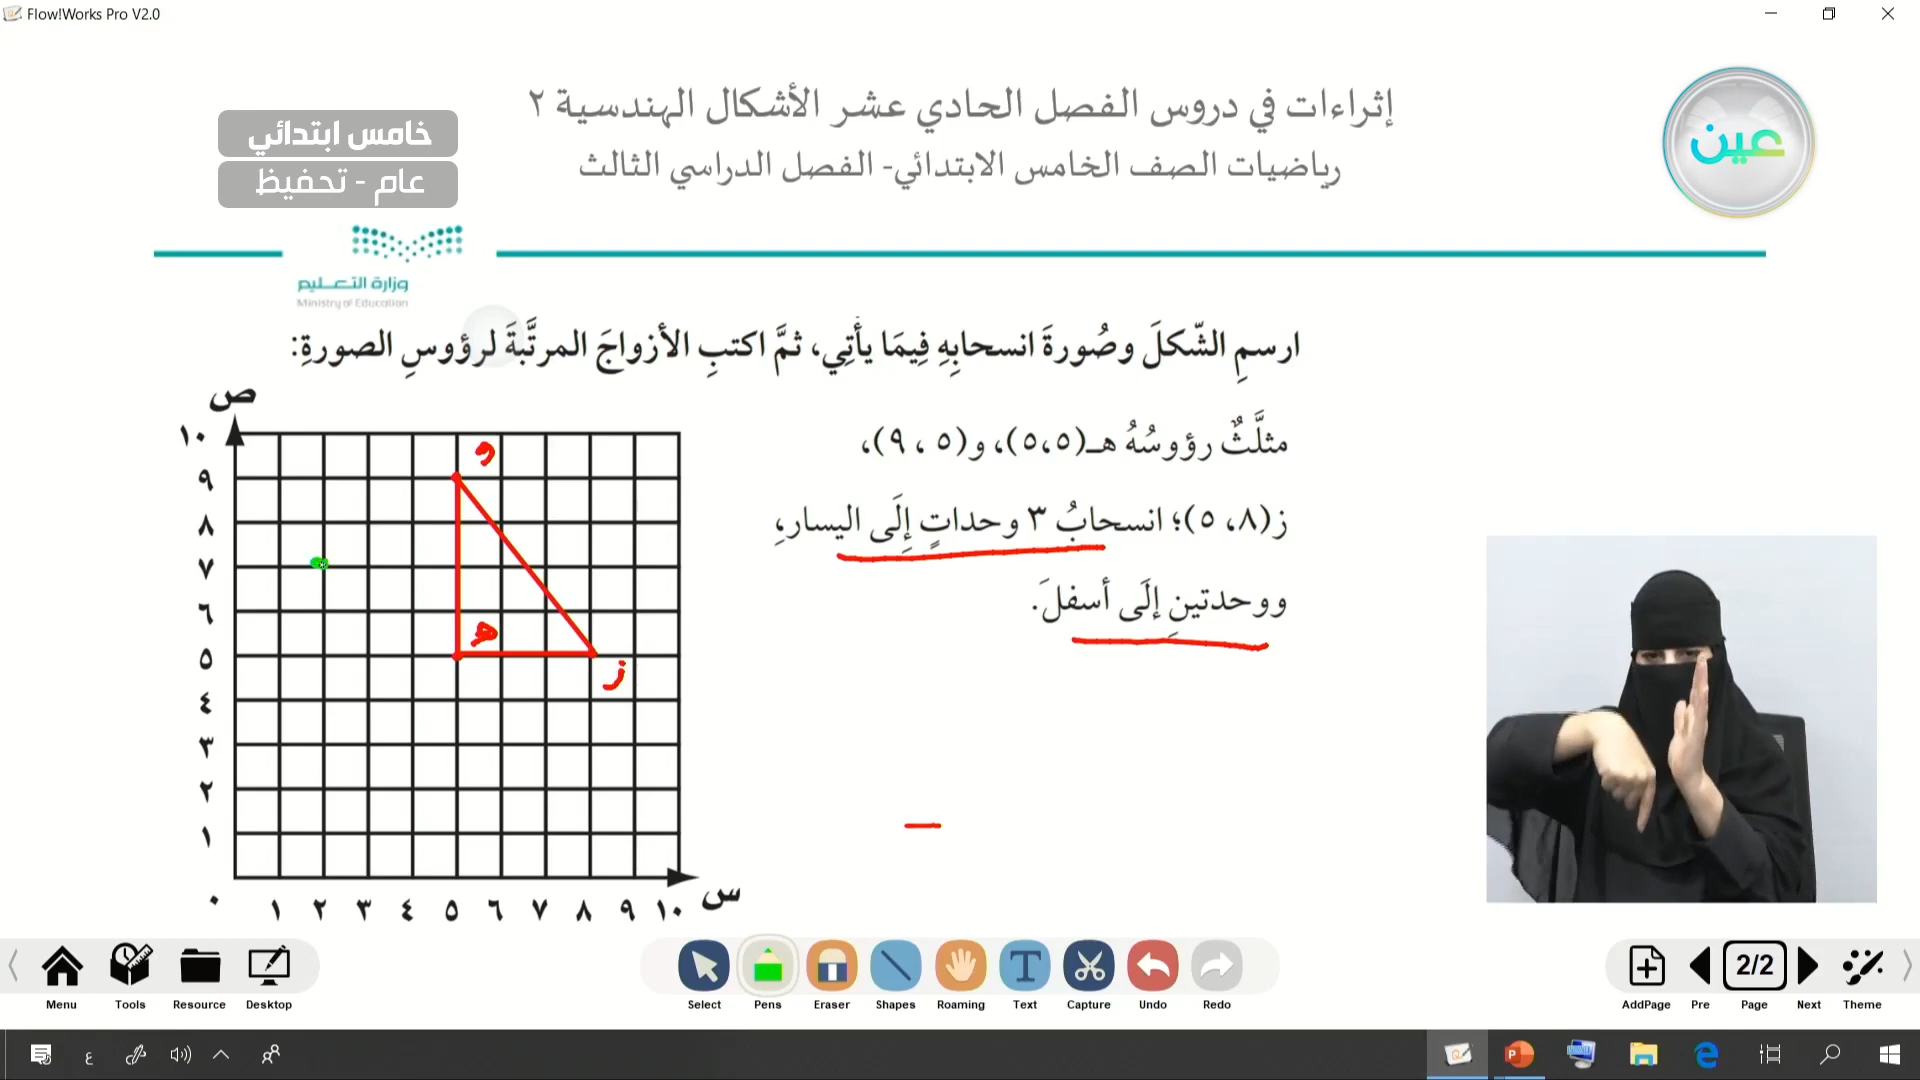 Flow!Works Pro V2.0
إثراءات في دروس الفصل الحادي عشر الأشكال الهندسية ٢
رياضيات الصف الخامس الابتدائي- الفصل الدراسي الثالث
خامس ابتدائي
عام - تحفيظ
عين
وزارة التعليم
Ministry of Education
ارسمِ الشّكلَ وصُورةَ انسحابِهِ فِيمَا يأتِي، ثمَّ اكتبِ الأزواجَ المرتَّبةَ لرؤوسِ الصورةِ:
مثلَّثٌ رؤوسُهُ هـ(٥،٥)، و(٥ ، ٩)،
ز(٨، ٥)؛ انسحابُ ٣ وحداتٍ إِلَى اليسارِ،
ووحدتينِ إلَى أسفلَ.
ص
١٠
٩
٨
٧
٦
٥
٤
٣
٢
١
٠
١ ٢ ٣ ٤ ٥ ٦ ٧ ٨ ٩ ١٠
س
و
هـ
ز
Menu Tools Resource Desktop Select Pens Eraser Shapes Roaming Text Capture Undo Redo AddPage Pre Page Next Theme
2/2
ع